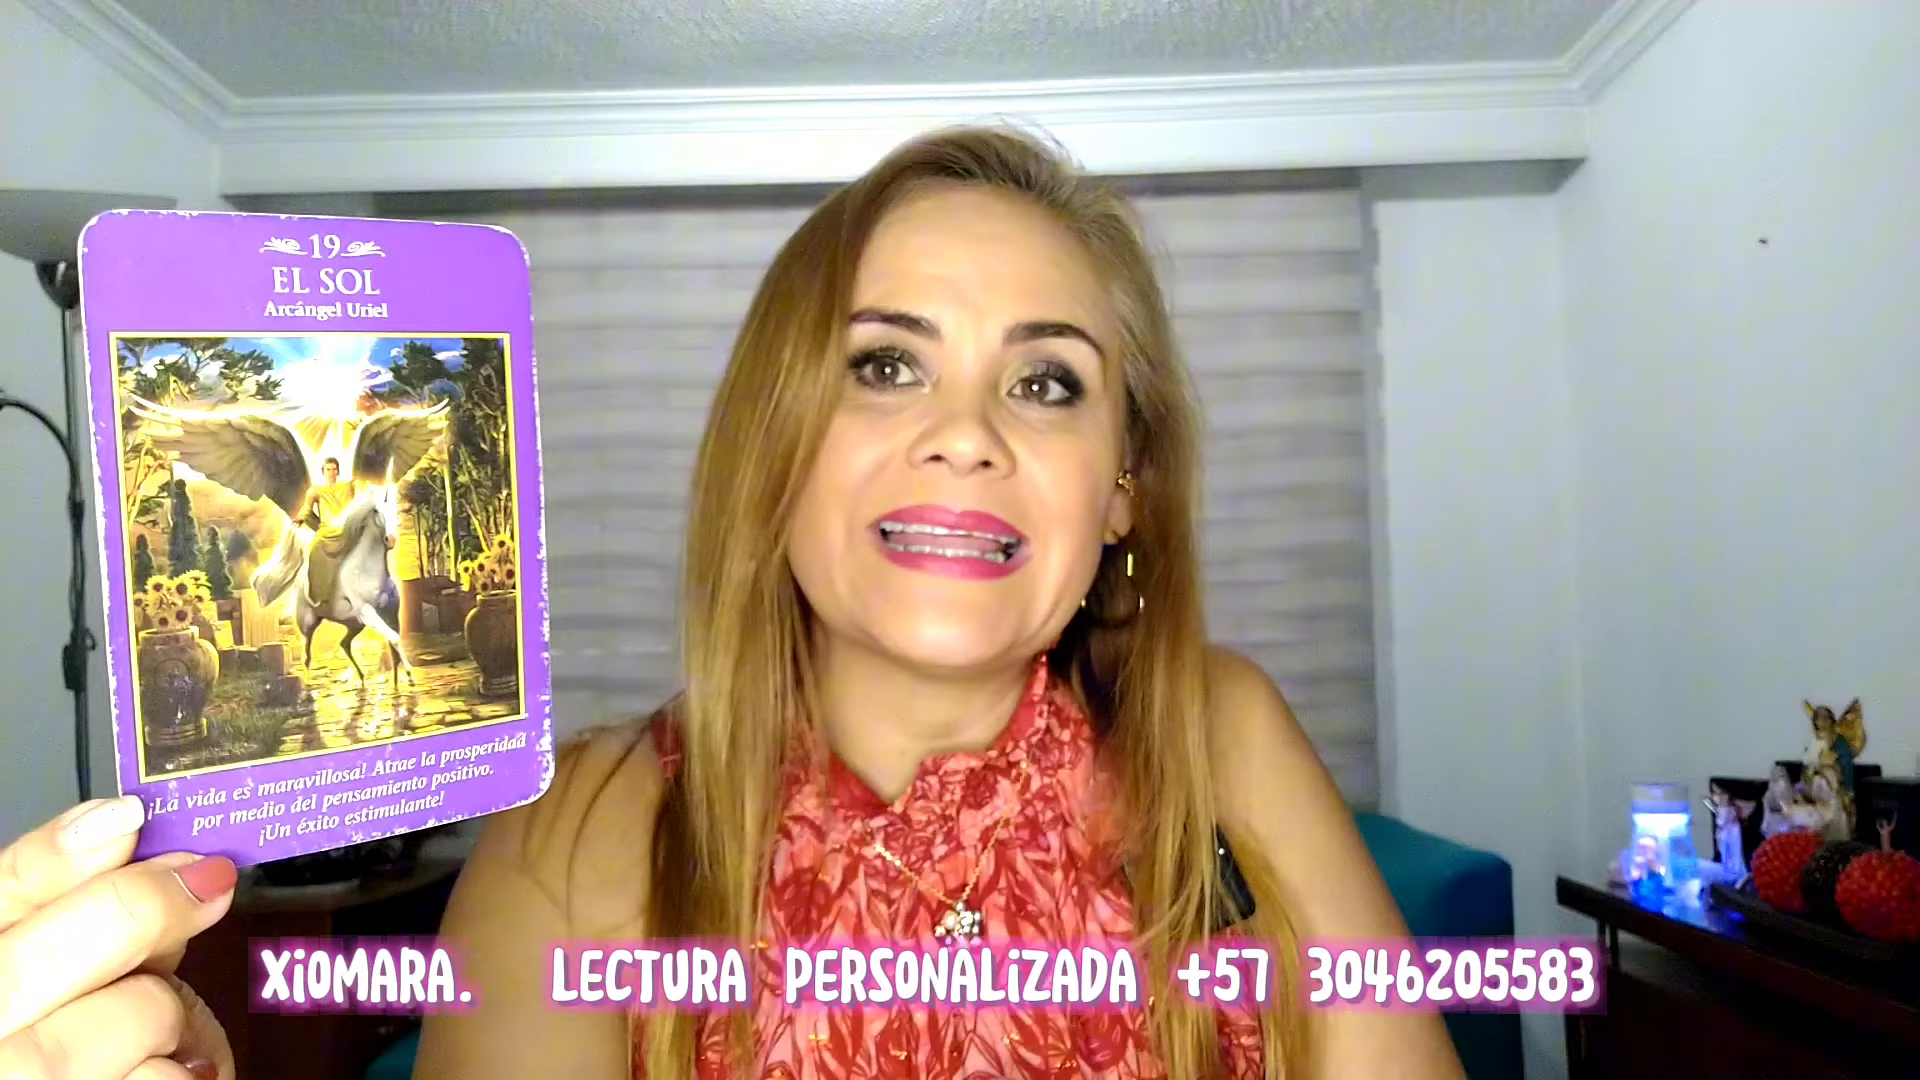 19
EL SOL
Arcángel Uriel
¡La vida es maravillosa! Atrae la prosperidad
por medio del pensamiento positivo.
¡Un éxito estimulante!
XiOMARA. LECTURA PERSONALiZADA +57 3046205583